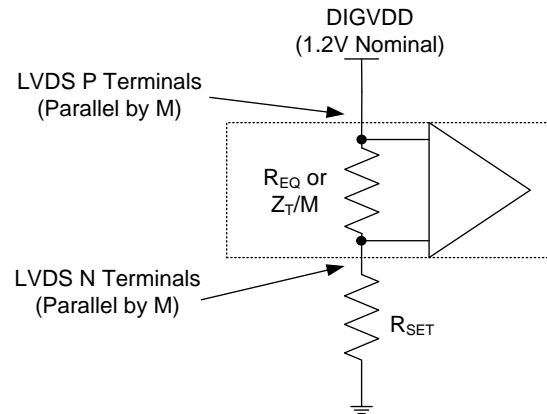 DIGVDD
(1.2V Nominal)
LVDS P Terminals
(Parallel by M)
R_EQ or
Z_T/M
LVDS N Terminals
(Parallel by M)
R_SET